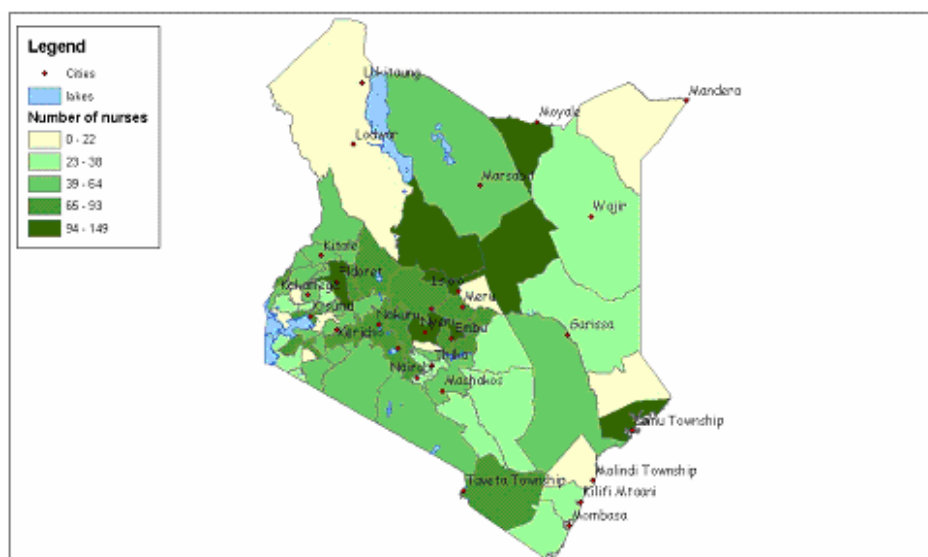 Legend
Cities
lakes
Number of nurses
0 - 22
23 - 38
39 - 64
65 - 93
94 - 149
Lokitaung
Mandera
Moyale
Lodwar
Marsabit
Wajir
Kitale
Eldoret
Isiolo
Kakamega
Meru
Kisumu
Nakuru
Nyeri
Embu
Garissa
Kericho
Thika
Nairobi
Machakos
Lamu Township
Malindi Township
Taveta Township
Kilifi Mtaani
Mombasa